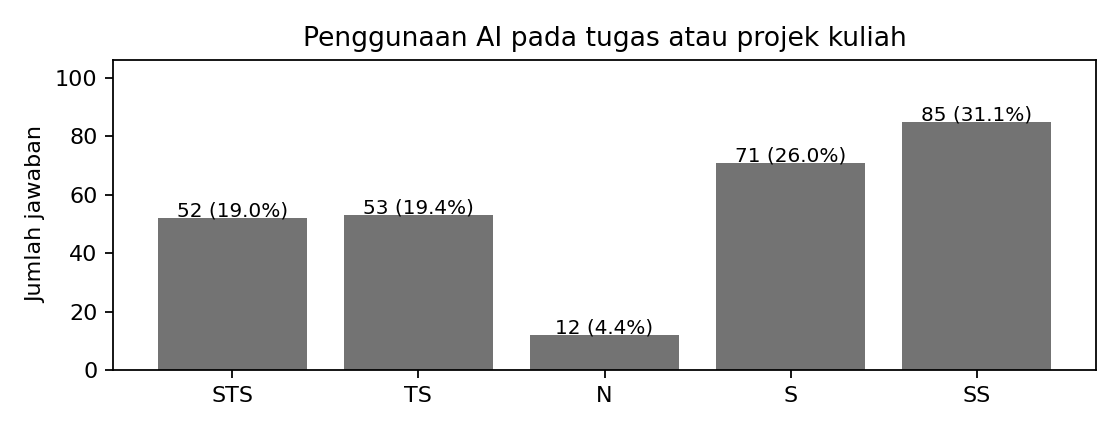 Penggunaan AI pada tugas atau projek kuliah
Jumlah jawaban
100
80
60
40
20
0
52 (19.0%)
53 (19.4%)
12 (4.4%)
71 (26.0%)
85 (31.1%)
STS
TS
N
S
SS